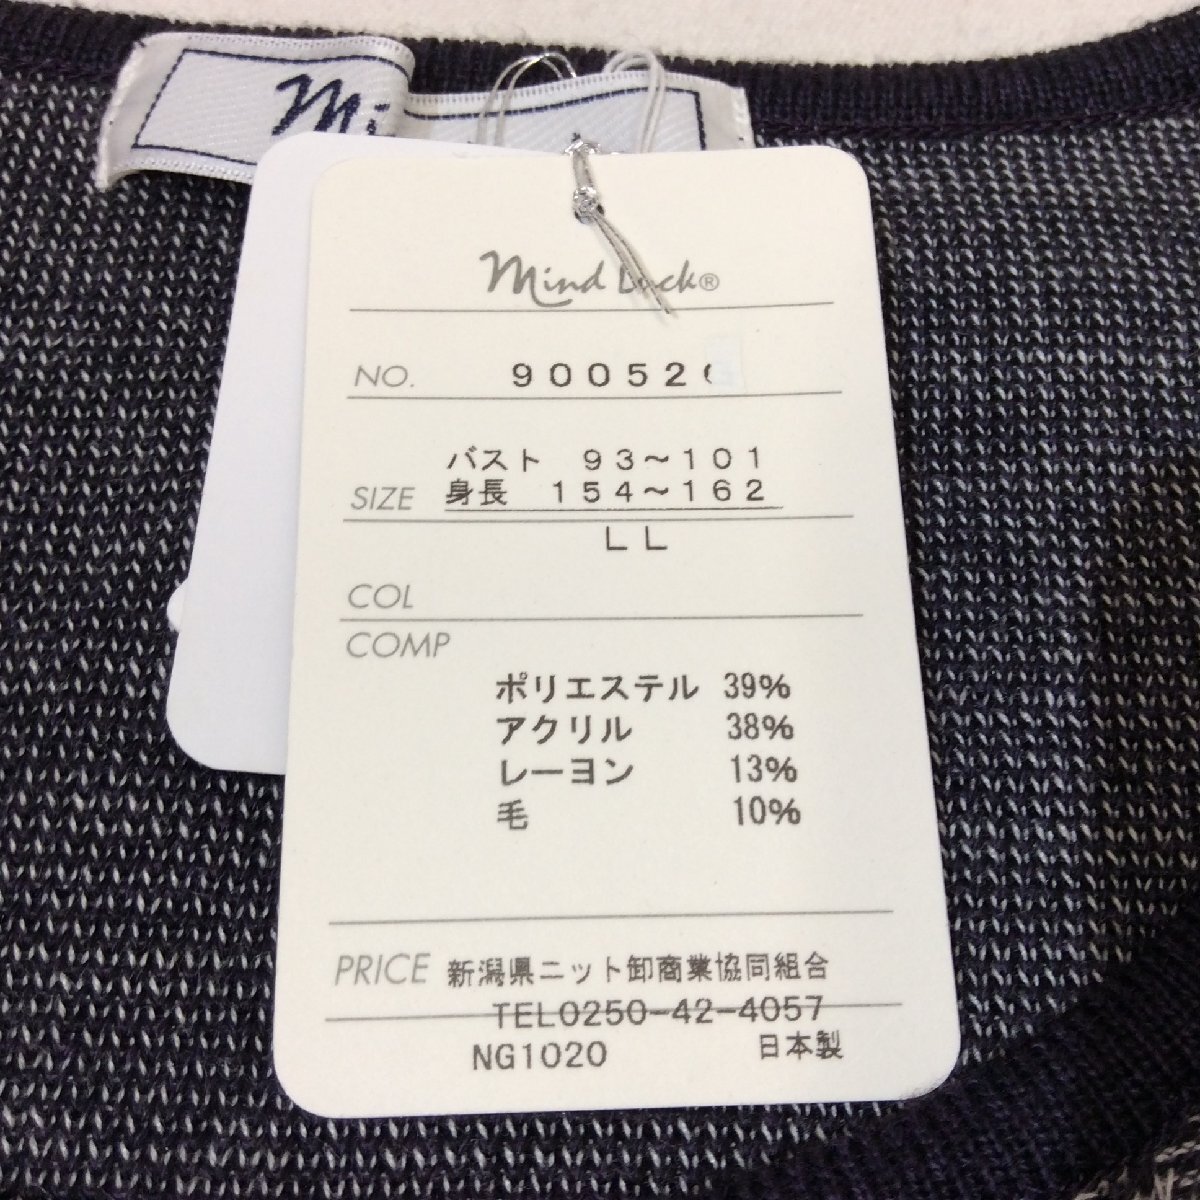 Mi
Mind Luck®
NO. 90052
バスト 93〜101
SIZE 身長 154〜162
LL
COL
COMP
ポリエステル 39%
アクリル 38%
レーヨン 13%
毛 10%
PRICE 新潟県ニット卸商業協同組合
TEL0250-42-4057
NG1020 日本製